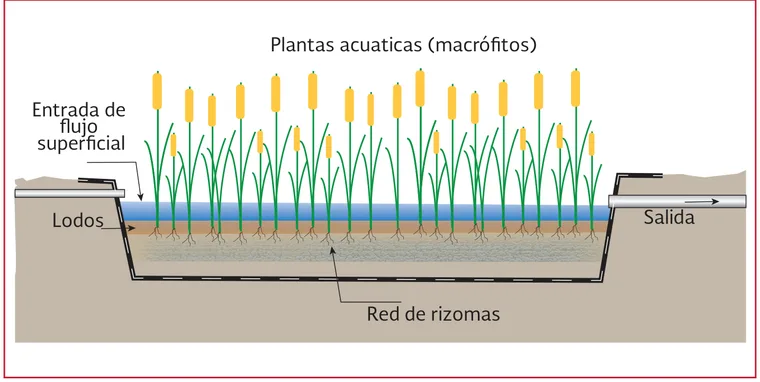 Plantas acuaticas (macrófitos)
Entrada de
flujo
superficial
Lodos
Salida
Red de rizomas